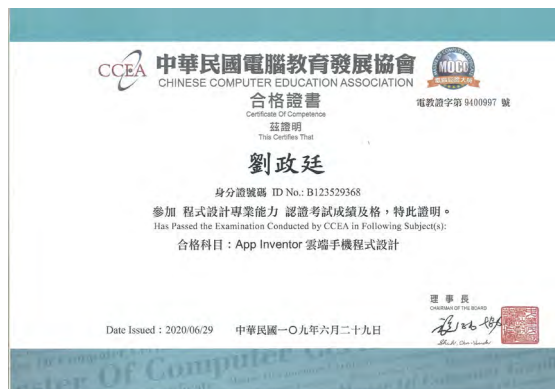 CCEA 中華民國電腦教育發展協會
CHINESE COMPUTER EDUCATION ASSOCIATION
MOCC
合格證書
Certificate Of Competence
電教證字第 9400997 號
茲證明
This Certifies That
劉政廷
身分證號碼 ID No.: B123529368
參加 程式設計專業能力 認證考試成績及格，特此證明。
Has Passed the Examination Conducted by CCEA in Following Subject(s):
合格科目：App Inventor 雲端手機程式設計
理 事 長
CHAIRMAN OF THE BOARD
Date Issued：2020/06/29 中華民國一〇九年六月二十九日